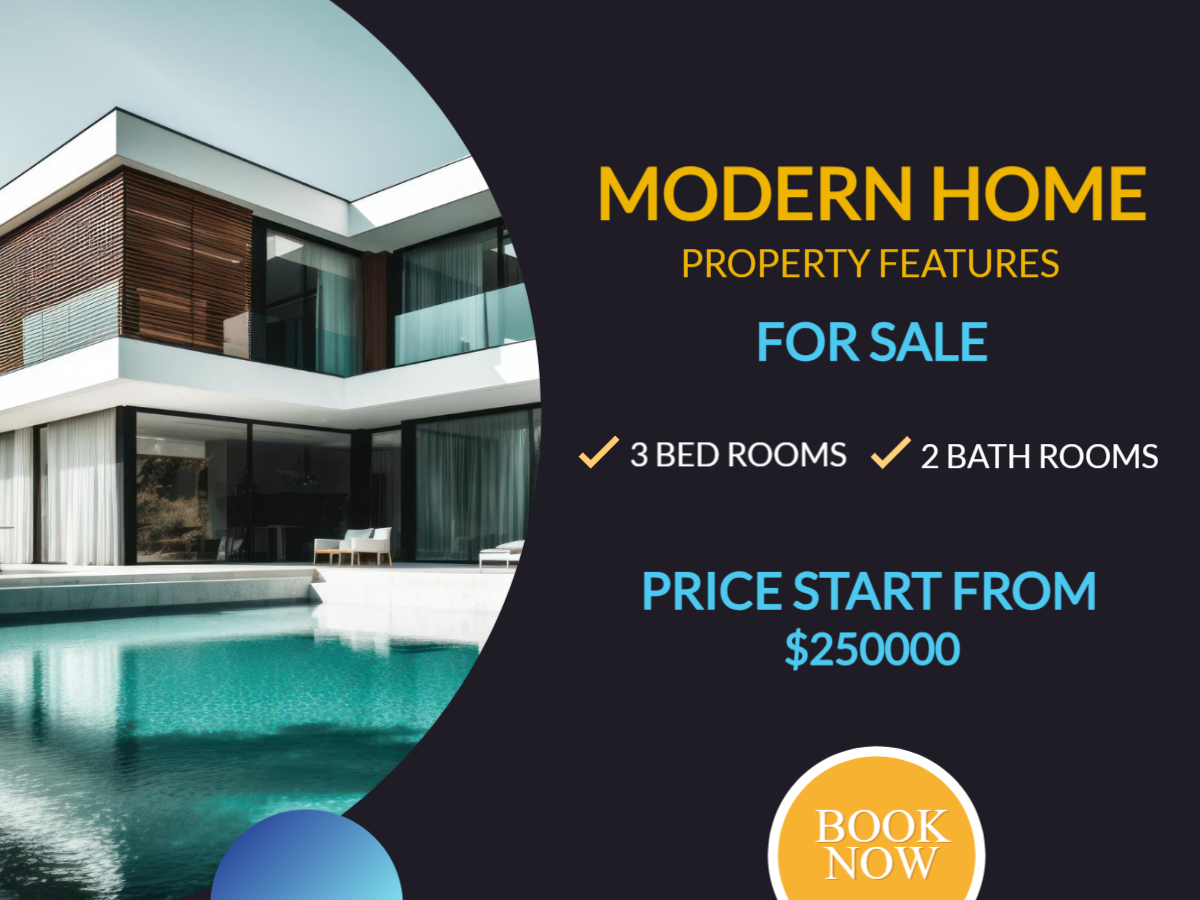 MODERN HOME
PROPERTY FEATURES
FOR SALE
3 BED ROOMS
2 BATH ROOMS
PRICE START FROM
$250000
BOOK
NOW